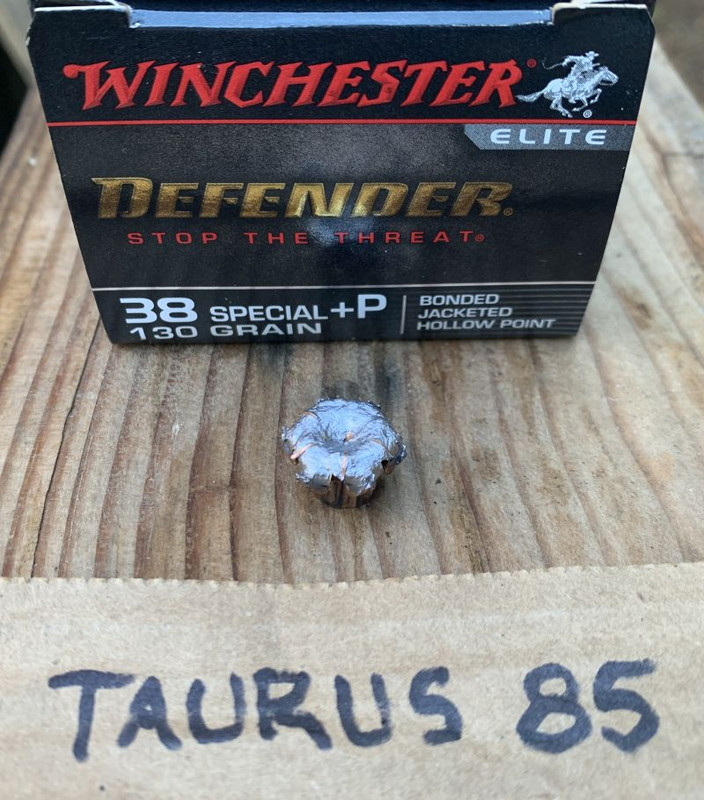 WINCHESTER®
ELITE
DEFENDER®
STOP THE THREAT®
38 SPECIAL +P
130 GRAIN
BONDED
JACKETED
HOLLOW POINT
TAURUS 85